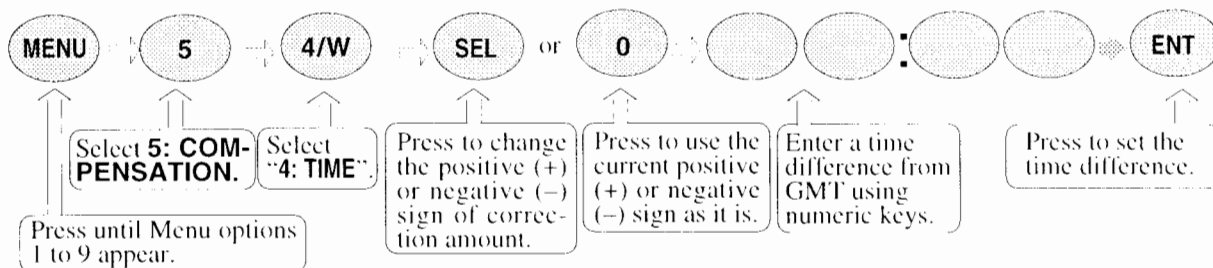 MENU 5 4/W SEL or 0 : ENT
Select 5: COM-
PENSATION.
Select
"4: TIME".
Press to change
the positive (+)
or negative (–)
sign of correc-
tion amount.
Press to use the
current positive
(+) or negative
(–) sign as it is.
Enter a time
difference from
GMT using
numeric keys.
Press to set the
time difference.
Press until Menu options
1 to 9 appear.